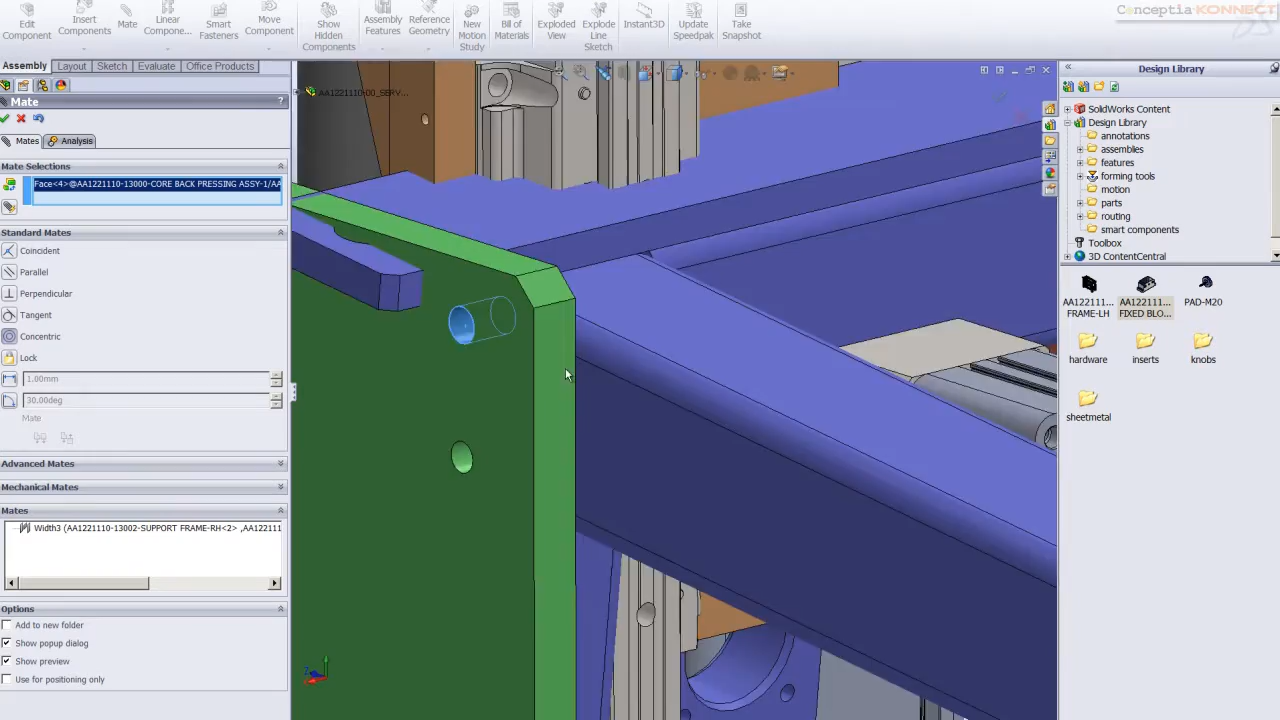 Conceptia KONNECT
Edit Component
Insert Components
Mate
Linear Compone...
Smart Fasteners
Move Component
Show Hidden Components
Assembly Features
Reference Geometry
New Motion Study
Bill of Materials
Exploded View
Explode Line Sketch
Instant3D
Update Speedpak
Take Snapshot
Assembly Layout Sketch Evaluate Office Products
Mate ?
Mates Analysis
Mate Selections
Face<4>@AA1221110-13000-CORE BACK PRESSING ASSY-1/AA
Standard Mates
Coincident
Parallel
Perpendicular
Tangent
Concentric
Lock
1.00mm
30.00deg
Mate
Advanced Mates
Mechanical Mates
Mates
Width3 (AA1221110-13002-SUPPORT FRAME-RH<2> ,AA122111
Options
Add to new folder
Show popup dialog
Show preview
Use for positioning only
AA1221110-00_SERV...
Z
Design Library
SolidWorks Content
Design Library
annotations
assemblies
features
forming tools
motion
parts
routing
smart components
Toolbox
3D ContentCentral
AA122111... FRAME-LH
AA122111... FIXED BLO...
PAD-M20
hardware
inserts
knobs
sheetmetal